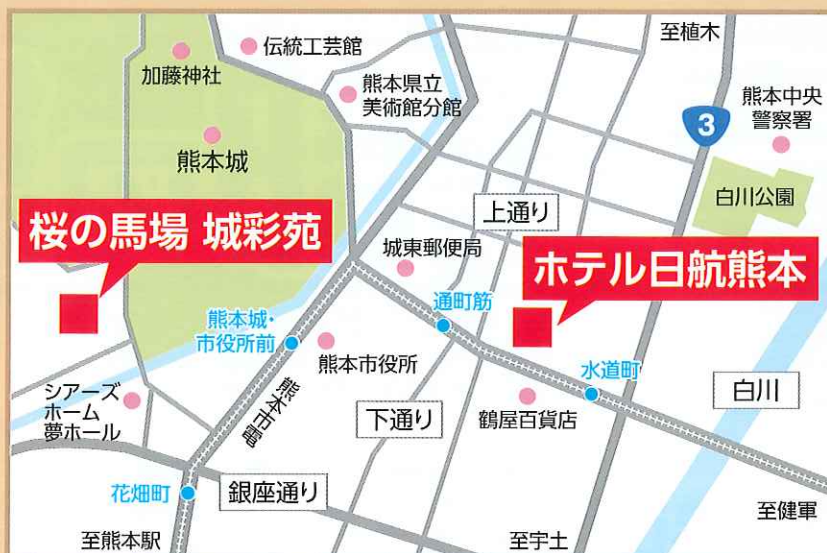 至植木
伝統工芸館
加藤神社
熊本県立
美術館分館
熊本中央
警察署
3
熊本城
白川公園
上通り
桜の馬場 城彩苑
城東郵便局
ホテル日航熊本
通町筋
熊本城・
市役所前
熊本市役所
水道町
シアーズ
ホーム
夢ホール
熊本市電
下通り
鶴屋百貨店
白川
花畑町
銀座通り
至熊本駅
至宇土
至健軍